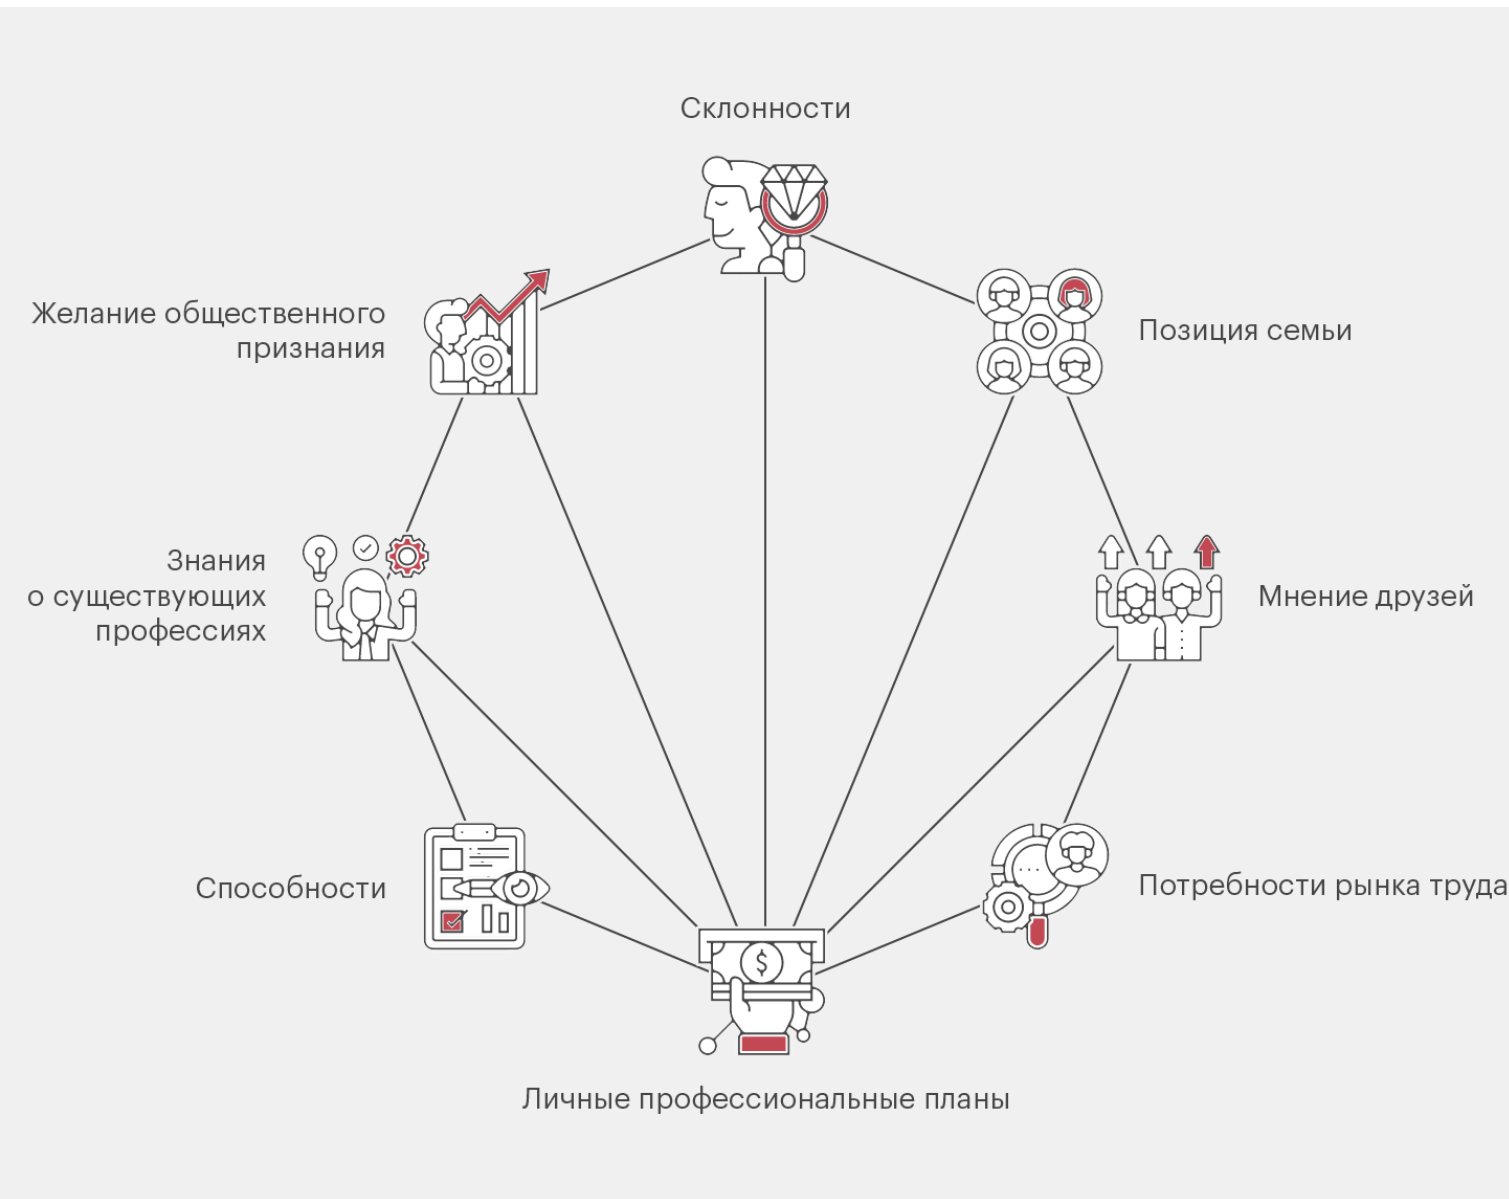 Склонности
Желание общественного
признания
Позиция семьи
Знания
о существующих
профессиях
Мнение друзей
Способности
Потребности рынка труда
$
Личные профессиональные планы